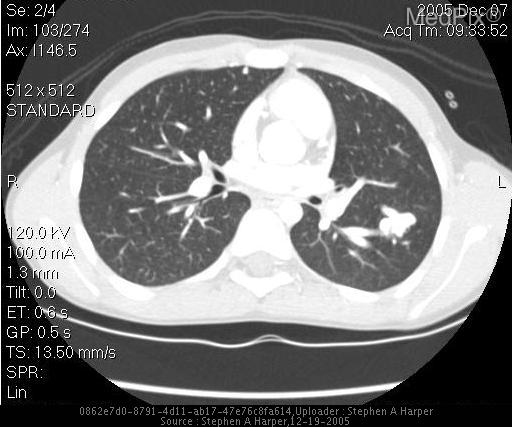 Se: 2/4
Im: 103/274
Ax: I146.5
2005 Dec 07
MedPix®
Acq Tm: 09:33:52
512 x 512
STANDARD
R
L
120.0 kV
100.0 mA
1.3 mm
Tilt: 0.0
ET: 0.6 s
GP: 0.5 s
TS: 13.50 mm/s
SPR:
Lin
0862e7d0-8791-4d11-ab17-47e76c8fa614,Uploader : Stephen A Harper
Source : Stephen A Harper,12-19-2005